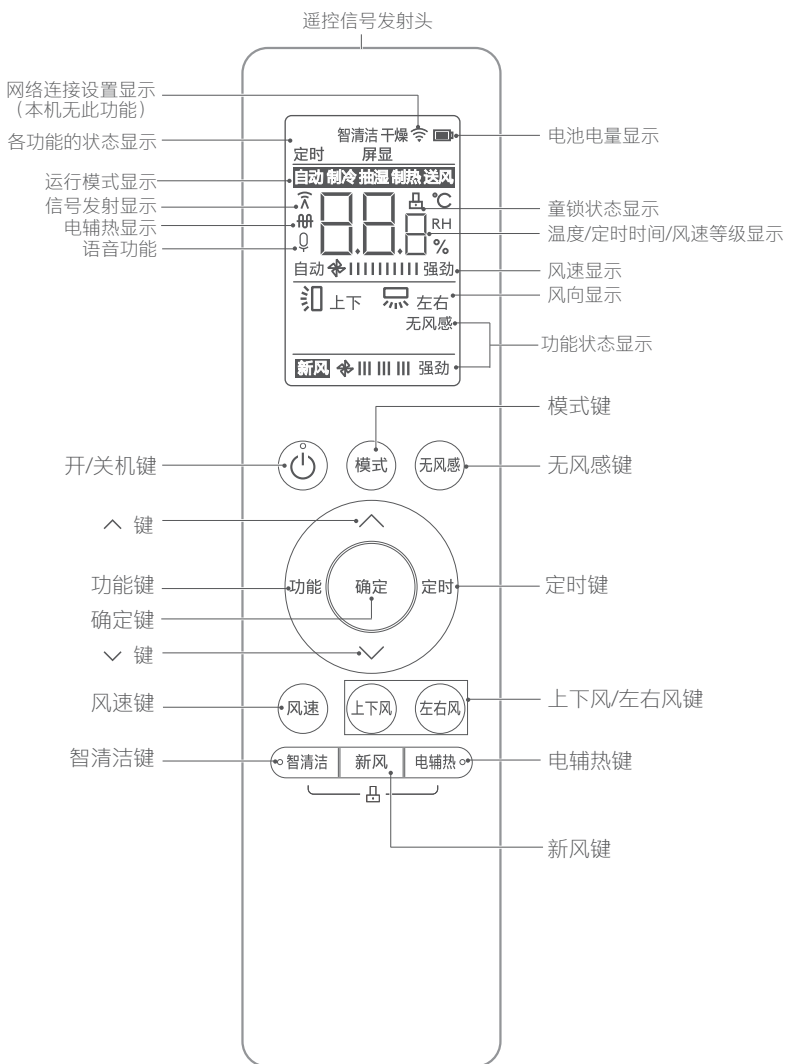 遥控信号发射头
网络连接设置显示
（本机无此功能）
各功能的状态显示
运行模式显示
信号发射显示
电辅热显示
语音功能
智清洁 干燥
定时 屏显
自动 制冷 抽湿 制热 送风
88.8
℃
RH
%
自动 强劲
上下 左右
无风感
新风 强劲
电池电量显示
童锁状态显示
温度/定时时间/风速等级显示
风速显示
风向显示
功能状态显示
模式键
开/关机键
模式
无风感
无风感键
键
功能键
功能
确定
定时
定时键
确定键
键
风速键
风速
上下风
左右风
上下风/左右风键
智清洁键
智清洁
新风
电辅热
电辅热键
新风键